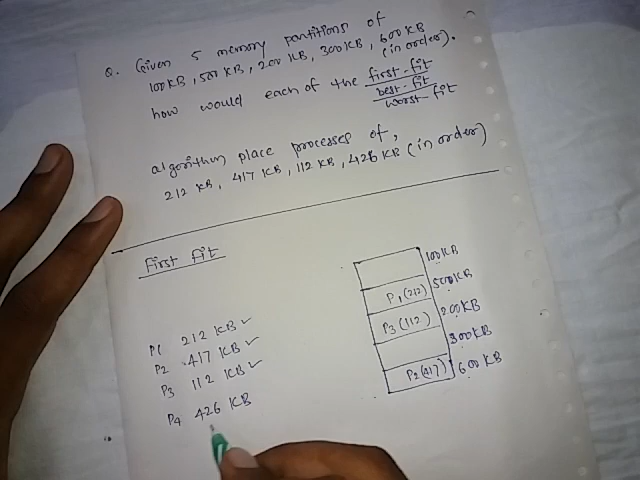 Q. Given 5 memory partitions of
100KB, 500 KB, 200 KB, 300KB, 600KB
(in order).
how would each of the first-fit
best-fit
worst-fit
algorithm place processes of,
212 KB, 417 KB, 112 KB, 426 KB (in order)
First fit
P1 212 KB ✓
P2 417 KB ✓
P3 112 KB ✓
P4 426 KB
100KB
P1(212) 500KB
P3(112) 200KB
300KB
P2(417) 600 KB